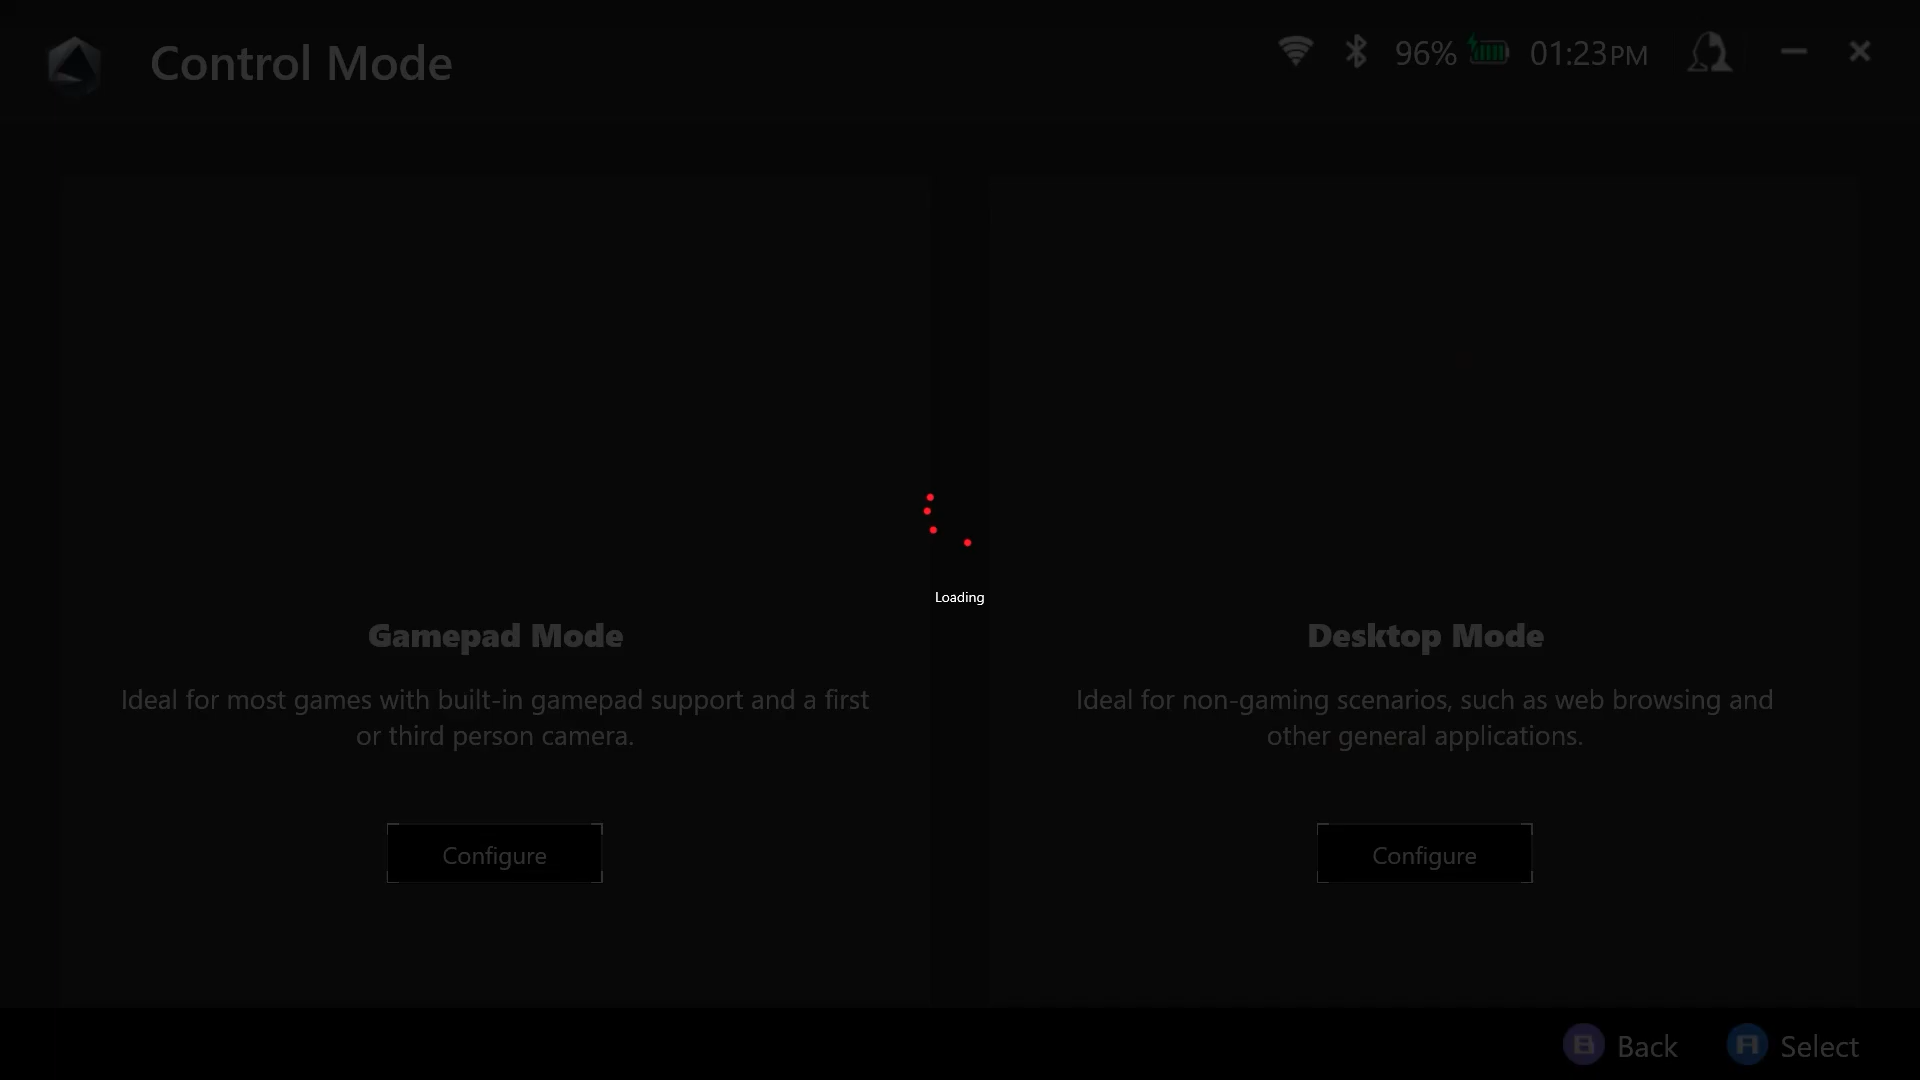 Control Mode
96%
01:23PM
Loading
Gamepad Mode
Ideal for most games with built-in gamepad support and a first
or third person camera.
Configure
Desktop Mode
Ideal for non-gaming scenarios, such as web browsing and
other general applications.
Configure
B Back
A Select